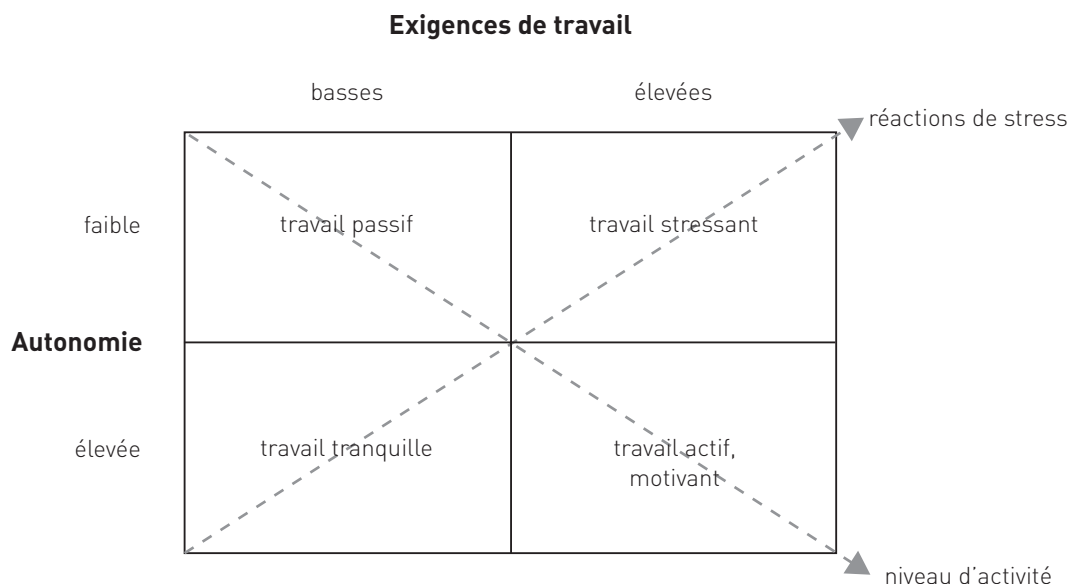 Exigences de travail
basses
élevées
réactions de stress
faible
travail passif
travail stressant
Autonomie
élevée
travail tranquille
travail actif,
motivant
niveau d'activité